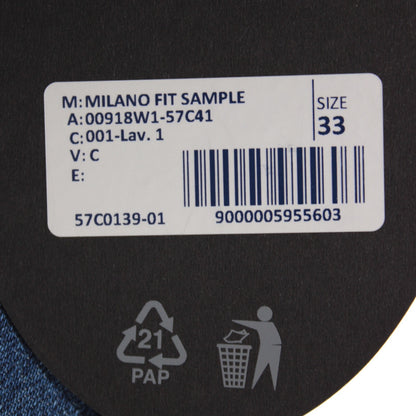 M: MILANO FIT SAMPLE
A: 00918W1-57C41
C: 001-Lav. 1
V: C
E:
SIZE
33
57C0139-01
9000005955603
21
PAP